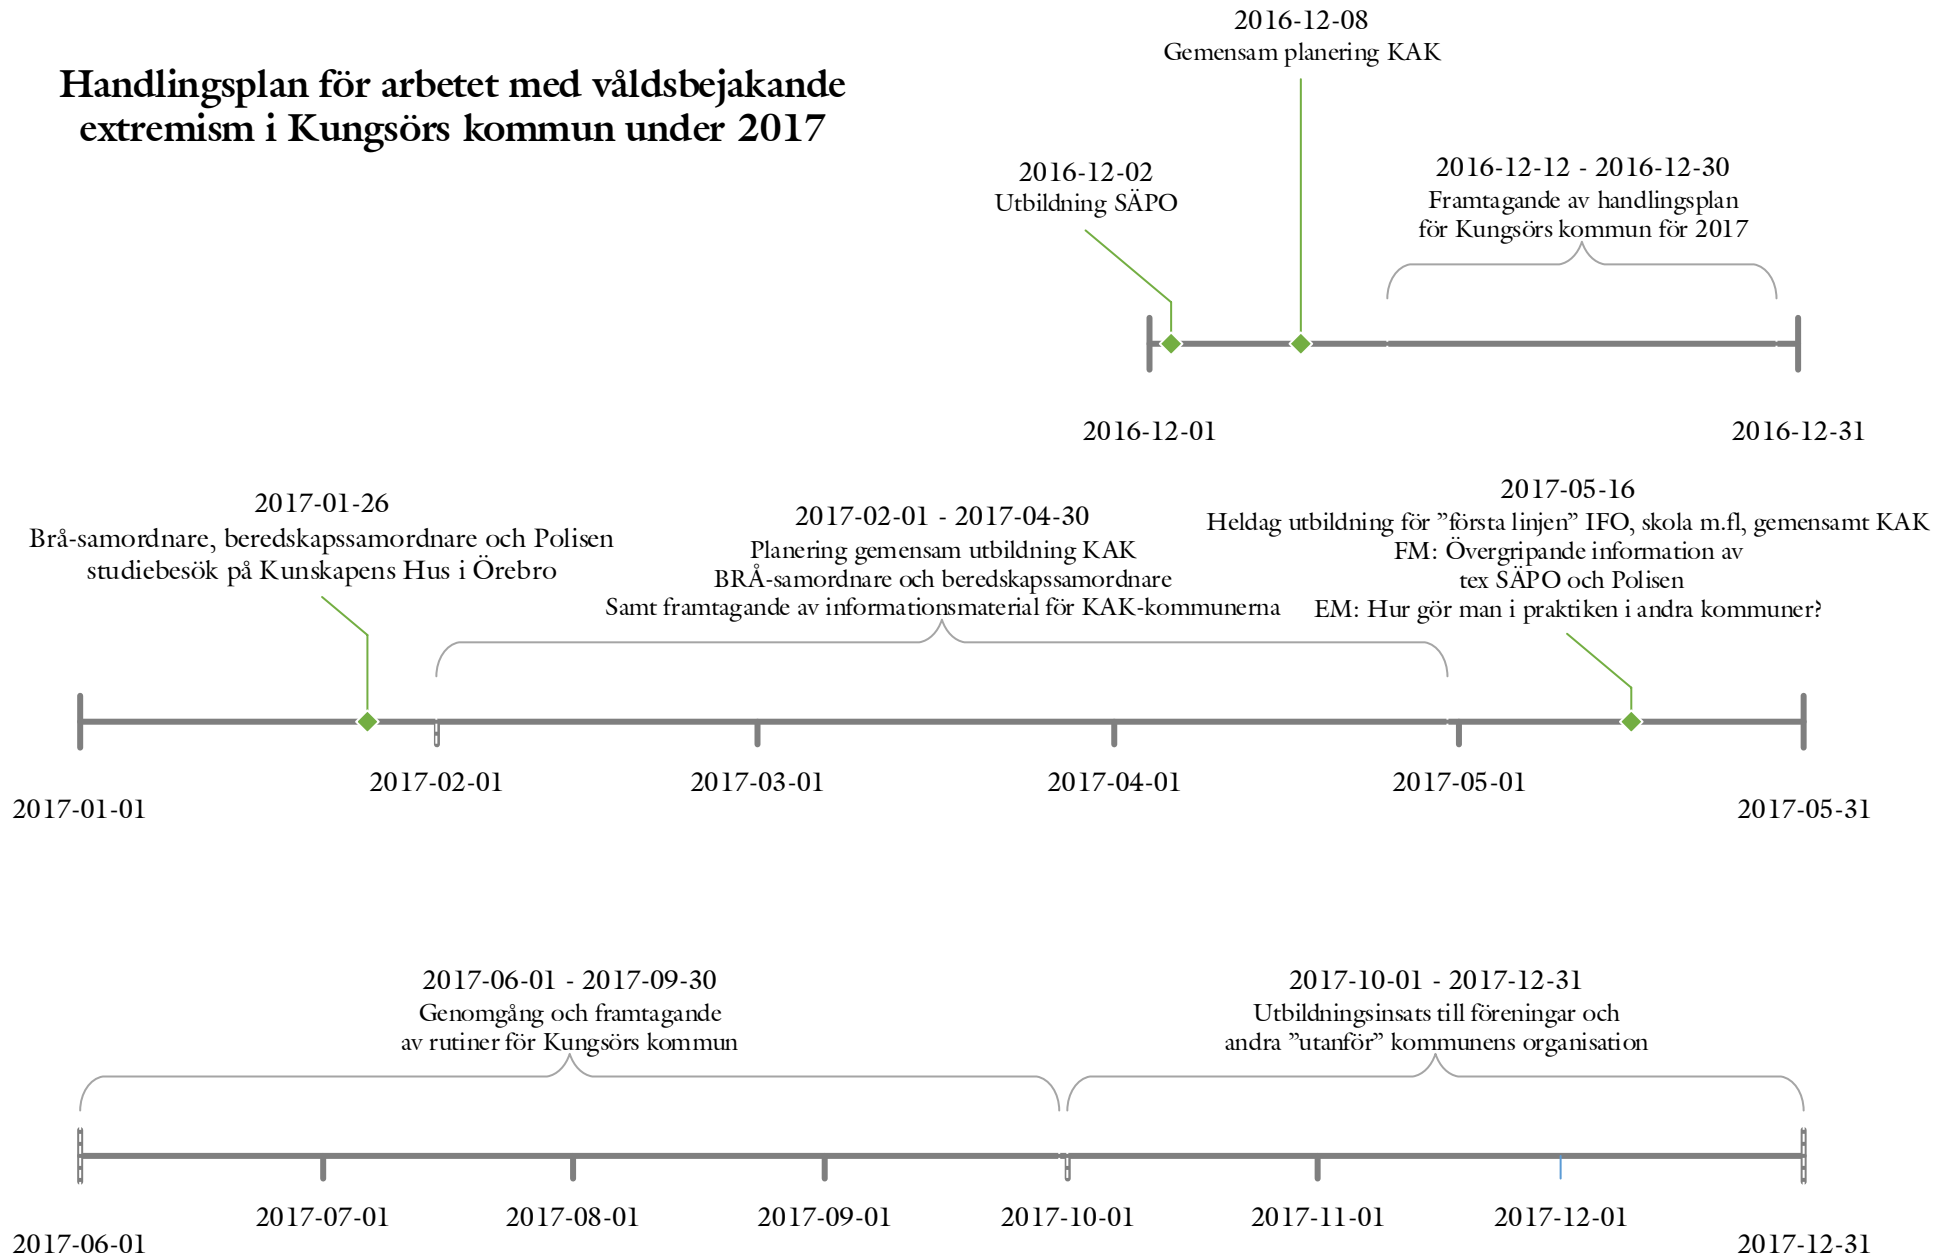 Handlingsplan för arbetet med våldsbejakande
extremism i Kungsörs kommun under 2017
2016-12-08
Gemensam planering KAK
2016-12-02
Utbildning SÄPO
2016-12-12 - 2016-12-30
Framtagande av handlingsplan
för Kungsörs kommun för 2017
2016-12-01
2016-12-31
2017-01-26
Brå-samordnare, beredskapssamordnare och Polisen
studiebesök på Kunskapens Hus i Örebro
2017-02-01 - 2017-04-30
Planering gemensam utbildning KAK
BRÅ-samordnare och beredskapssamordnare
Samt framtagande av informationsmaterial för KAK-kommunerna
2017-05-16
Heldag utbildning för ”första linjen” IFO, skola m.fl, gemensamt KAK
FM: Övergripande information av
tex SÄPO och Polisen
EM: Hur gör man i praktiken i andra kommuner?
2017-01-01
2017-02-01
2017-03-01
2017-04-01
2017-05-01
2017-05-31
2017-06-01 - 2017-09-30
Genomgång och framtagande
av rutiner för Kungsörs kommun
2017-10-01 - 2017-12-31
Utbildningsinsats till föreningar och
andra ”utanför” kommunens organisation
2017-06-01
2017-07-01
2017-08-01
2017-09-01
2017-10-01
2017-11-01
2017-12-01
2017-12-31